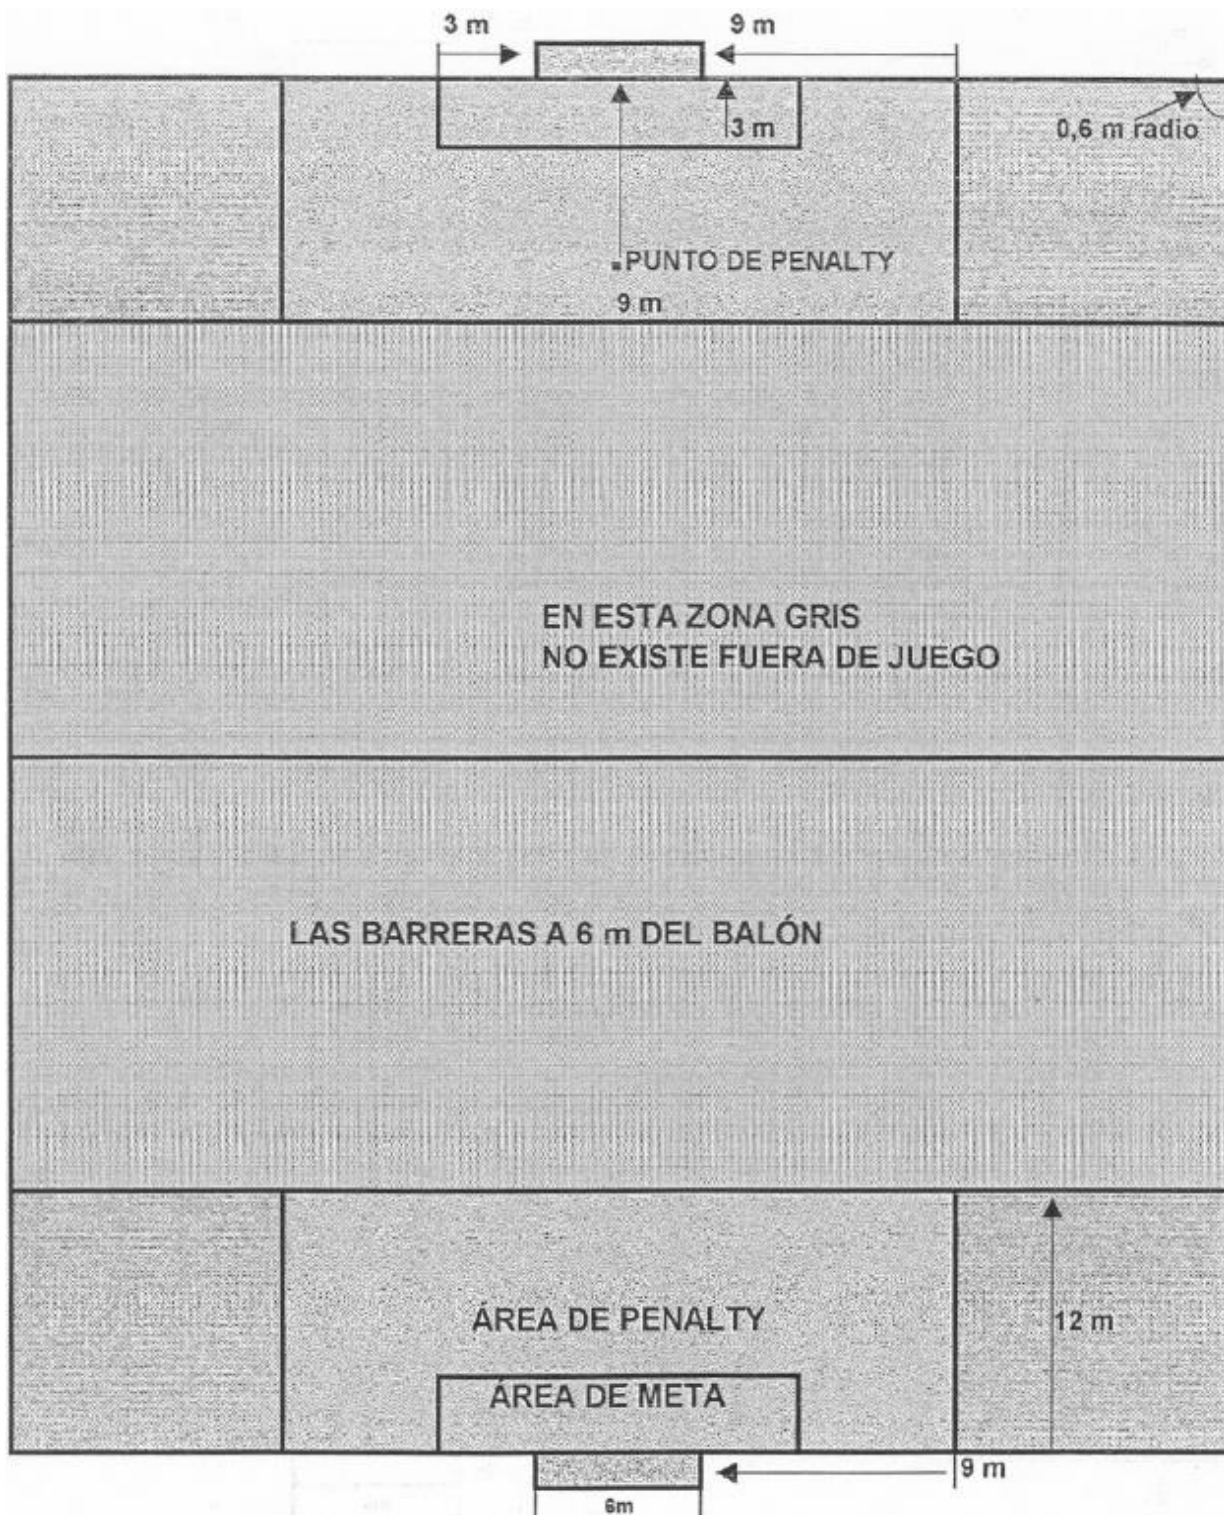 3 m
9 m
3 m
0,6 m radio
PUNTO DE PENALTY
9 m
EN ESTA ZONA GRIS
NO EXISTE FUERA DE JUEGO
LAS BARRERAS A 6 m DEL BALÓN
ÁREA DE PENALTY
12 m
ÁREA DE META
9 m
6m